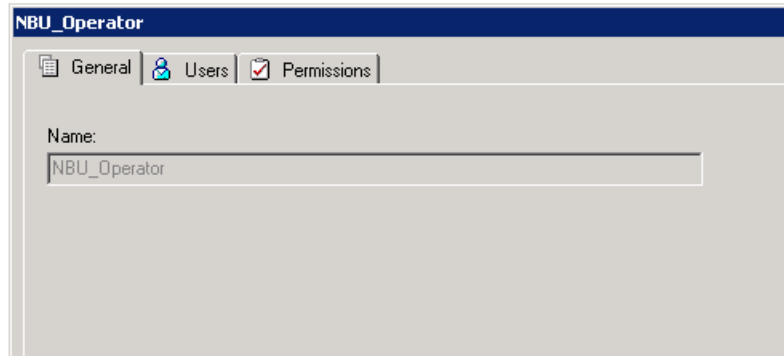 NBU_Operator
General Users Permissions
Name:
NBU_Operator